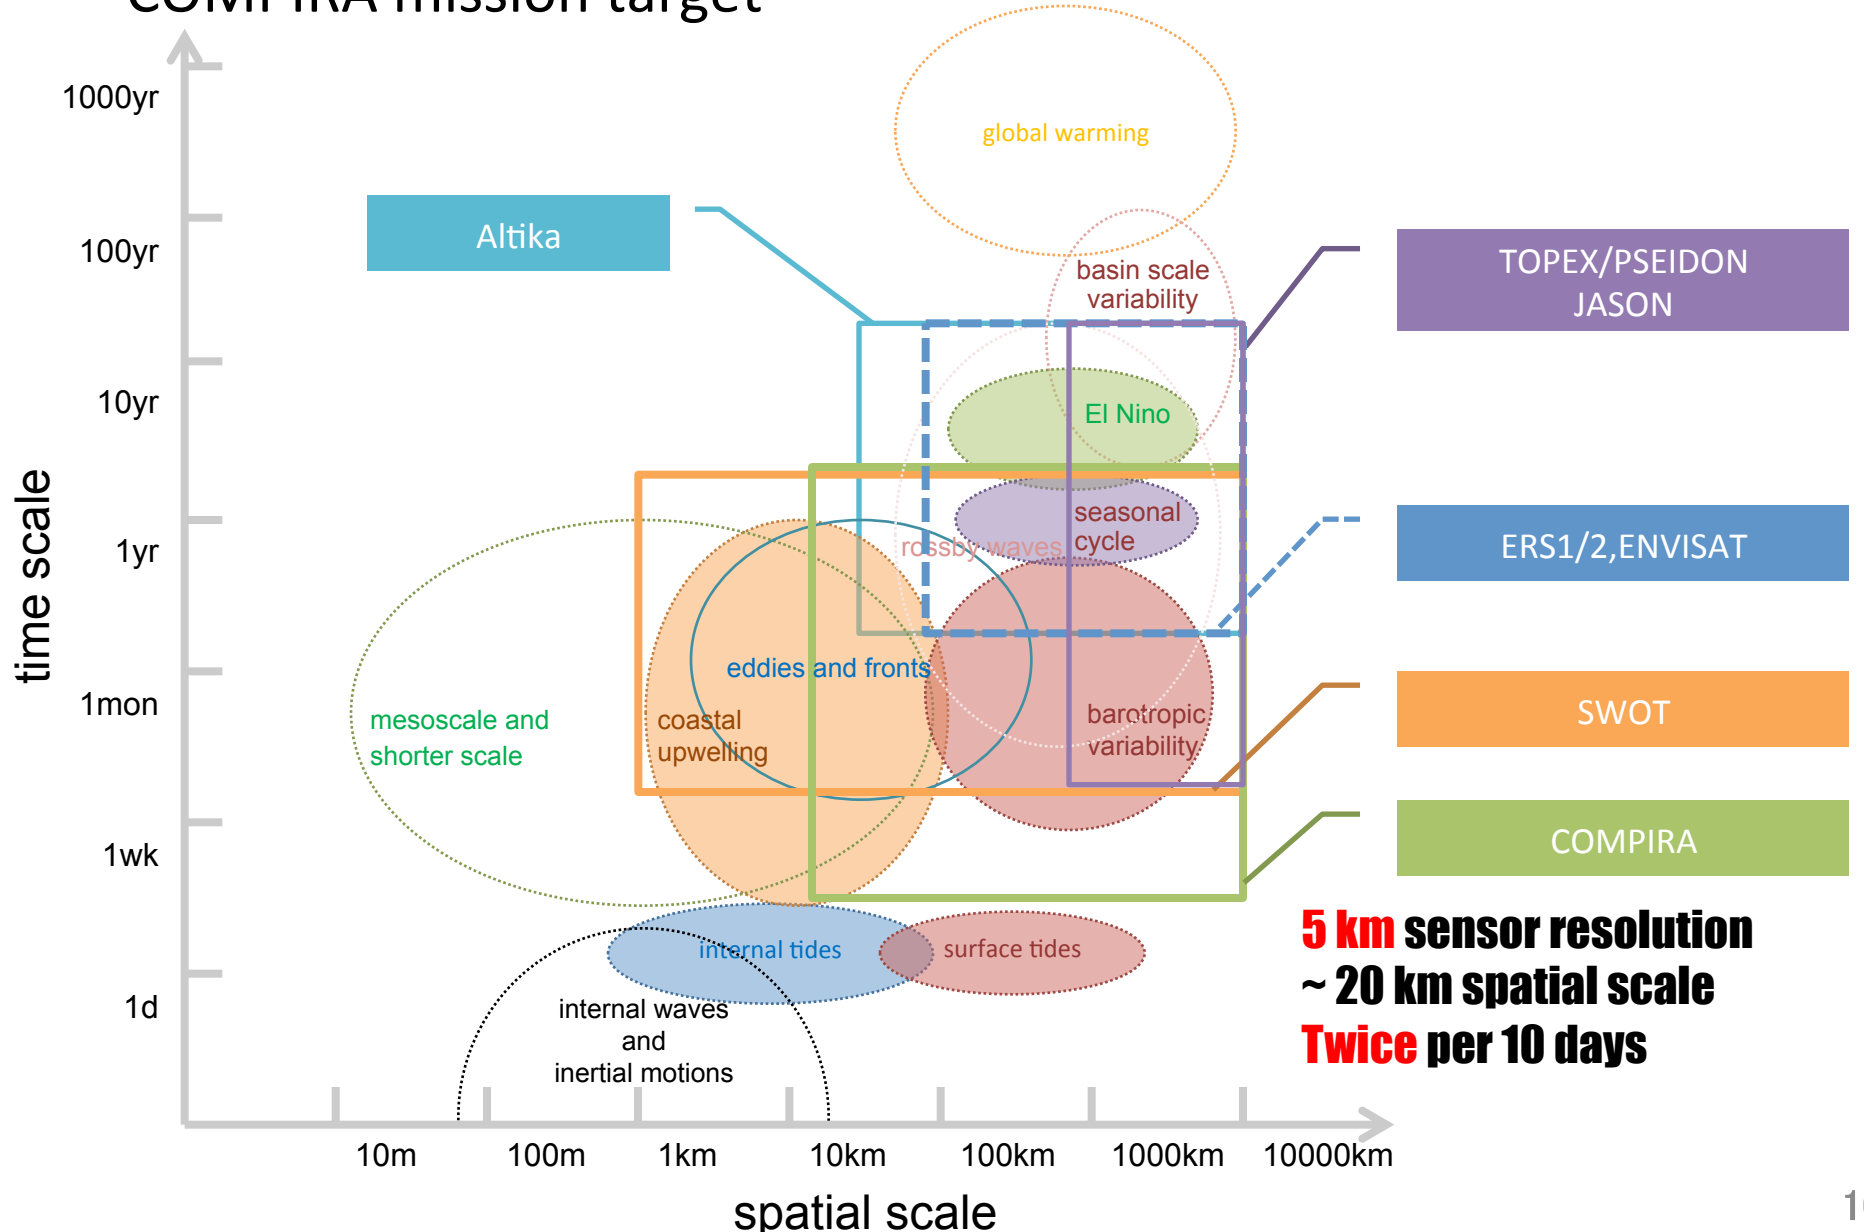 COMPIRA mission target
1000yr
100yr
10yr
1yr
1mon
1wk
1d
time scale
global warming
Altika
basin scale
variability
TOPEX/PSEIDON
JASON
El Nino
seasonal
cycle
rossby waves
ERS1/2,ENVISAT
eddies and fronts
mesoscale and
shorter scale
coastal
upwelling
barotropic
variability
SWOT
COMPIRA
internal tides
surface tides
internal waves
and
inertial motions
5 km sensor resolution
~ 20 km spatial scale
Twice per 10 days
10m
100m
1km
10km
100km
1000km
10000km
spatial scale